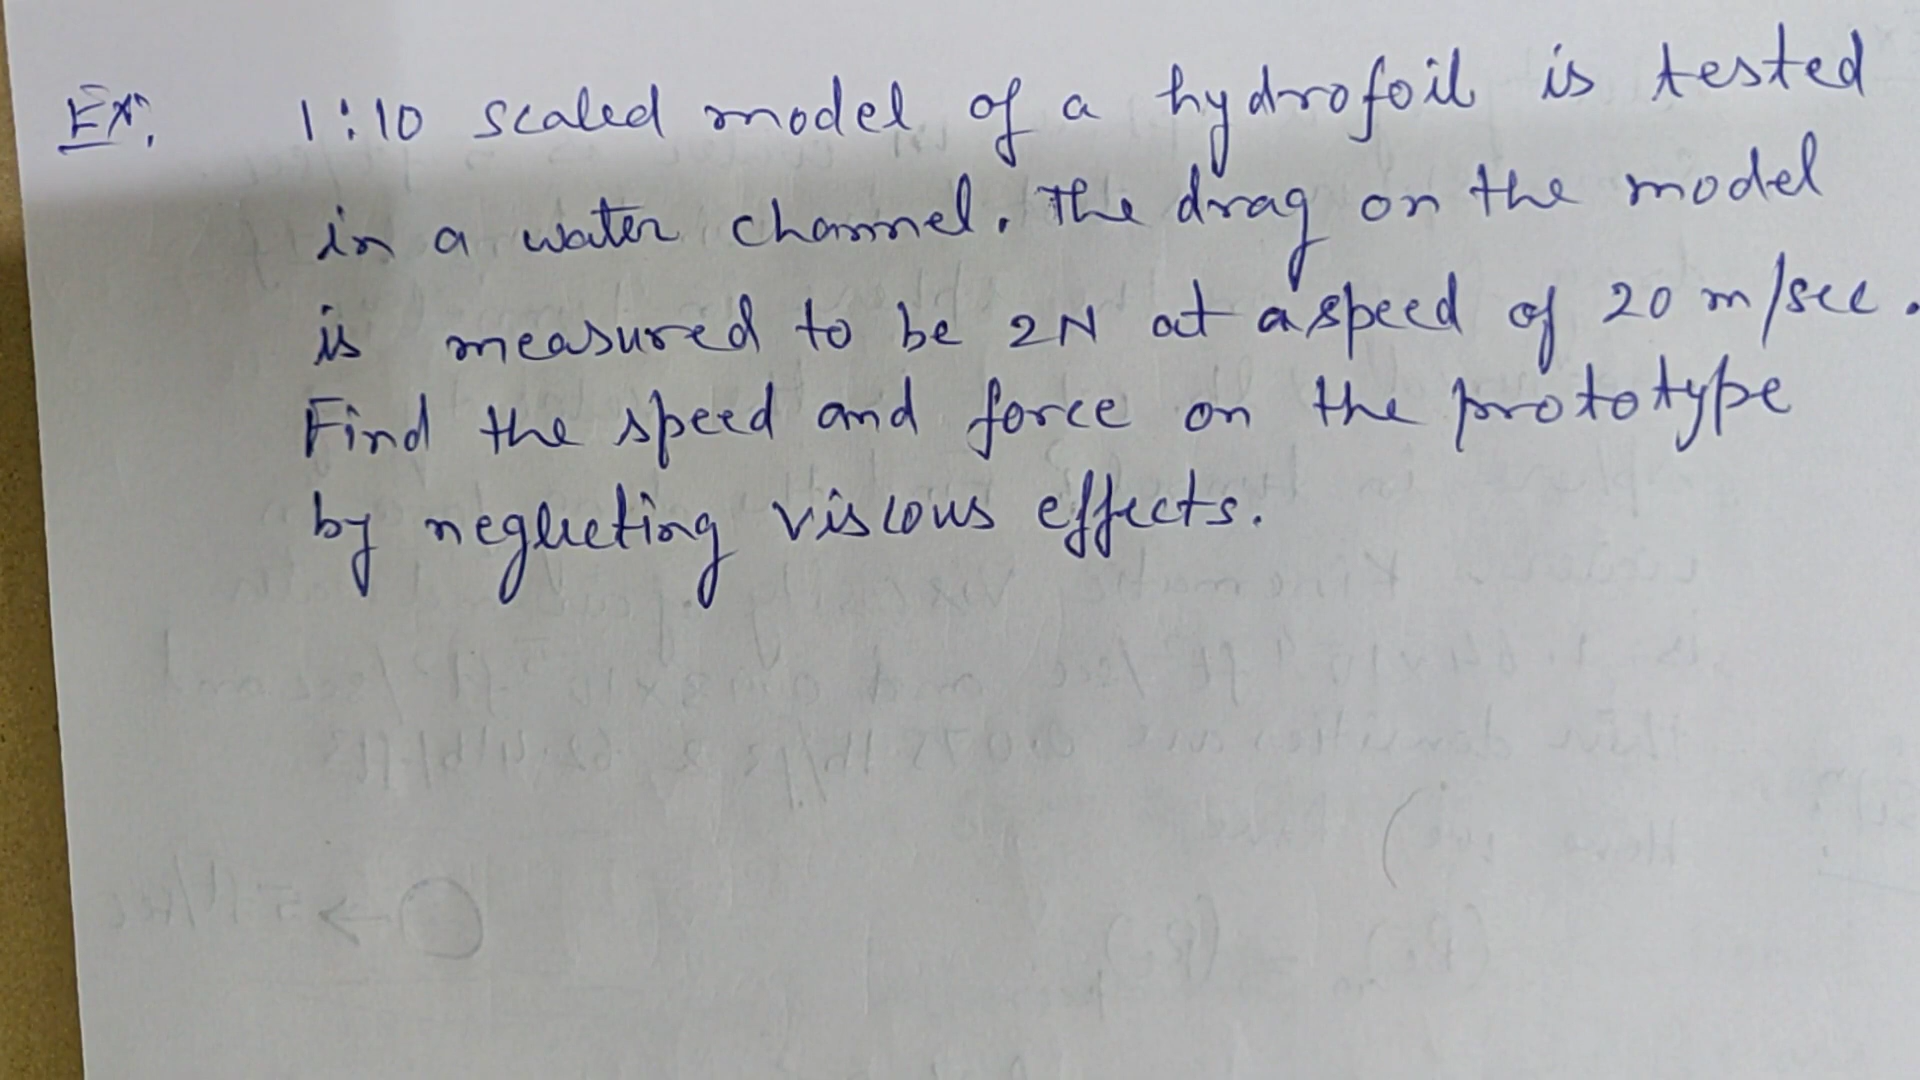 Ex. 1:10 scaled model of a hydrofoil is tested
in a water channel. The drag on the model
is measured to be 2N at a speed of 20 m/sec.
Find the speed and force on the prototype
by neglecting viscous effects.